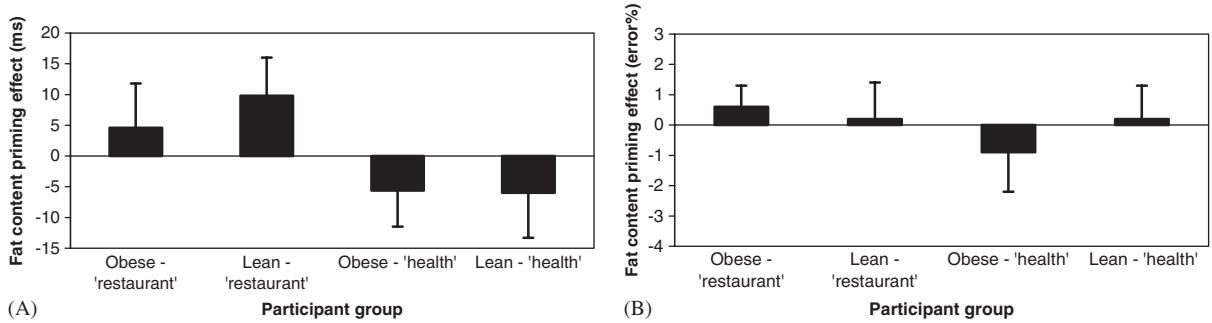 Fat content priming effect (ms)
20
15
10
5
0
-5
-10
-15
Obese -
'restaurant'
Lean -
'restaurant'
Obese - 'health'
Lean - 'health'
(A)
Participant group
Fat content priming effect (error%)
3
2
1
0
-1
-2
-3
-4
Obese -
'restaurant'
Lean -
'restaurant'
Obese - 'health'
Lean - 'health'
(B)
Participant group